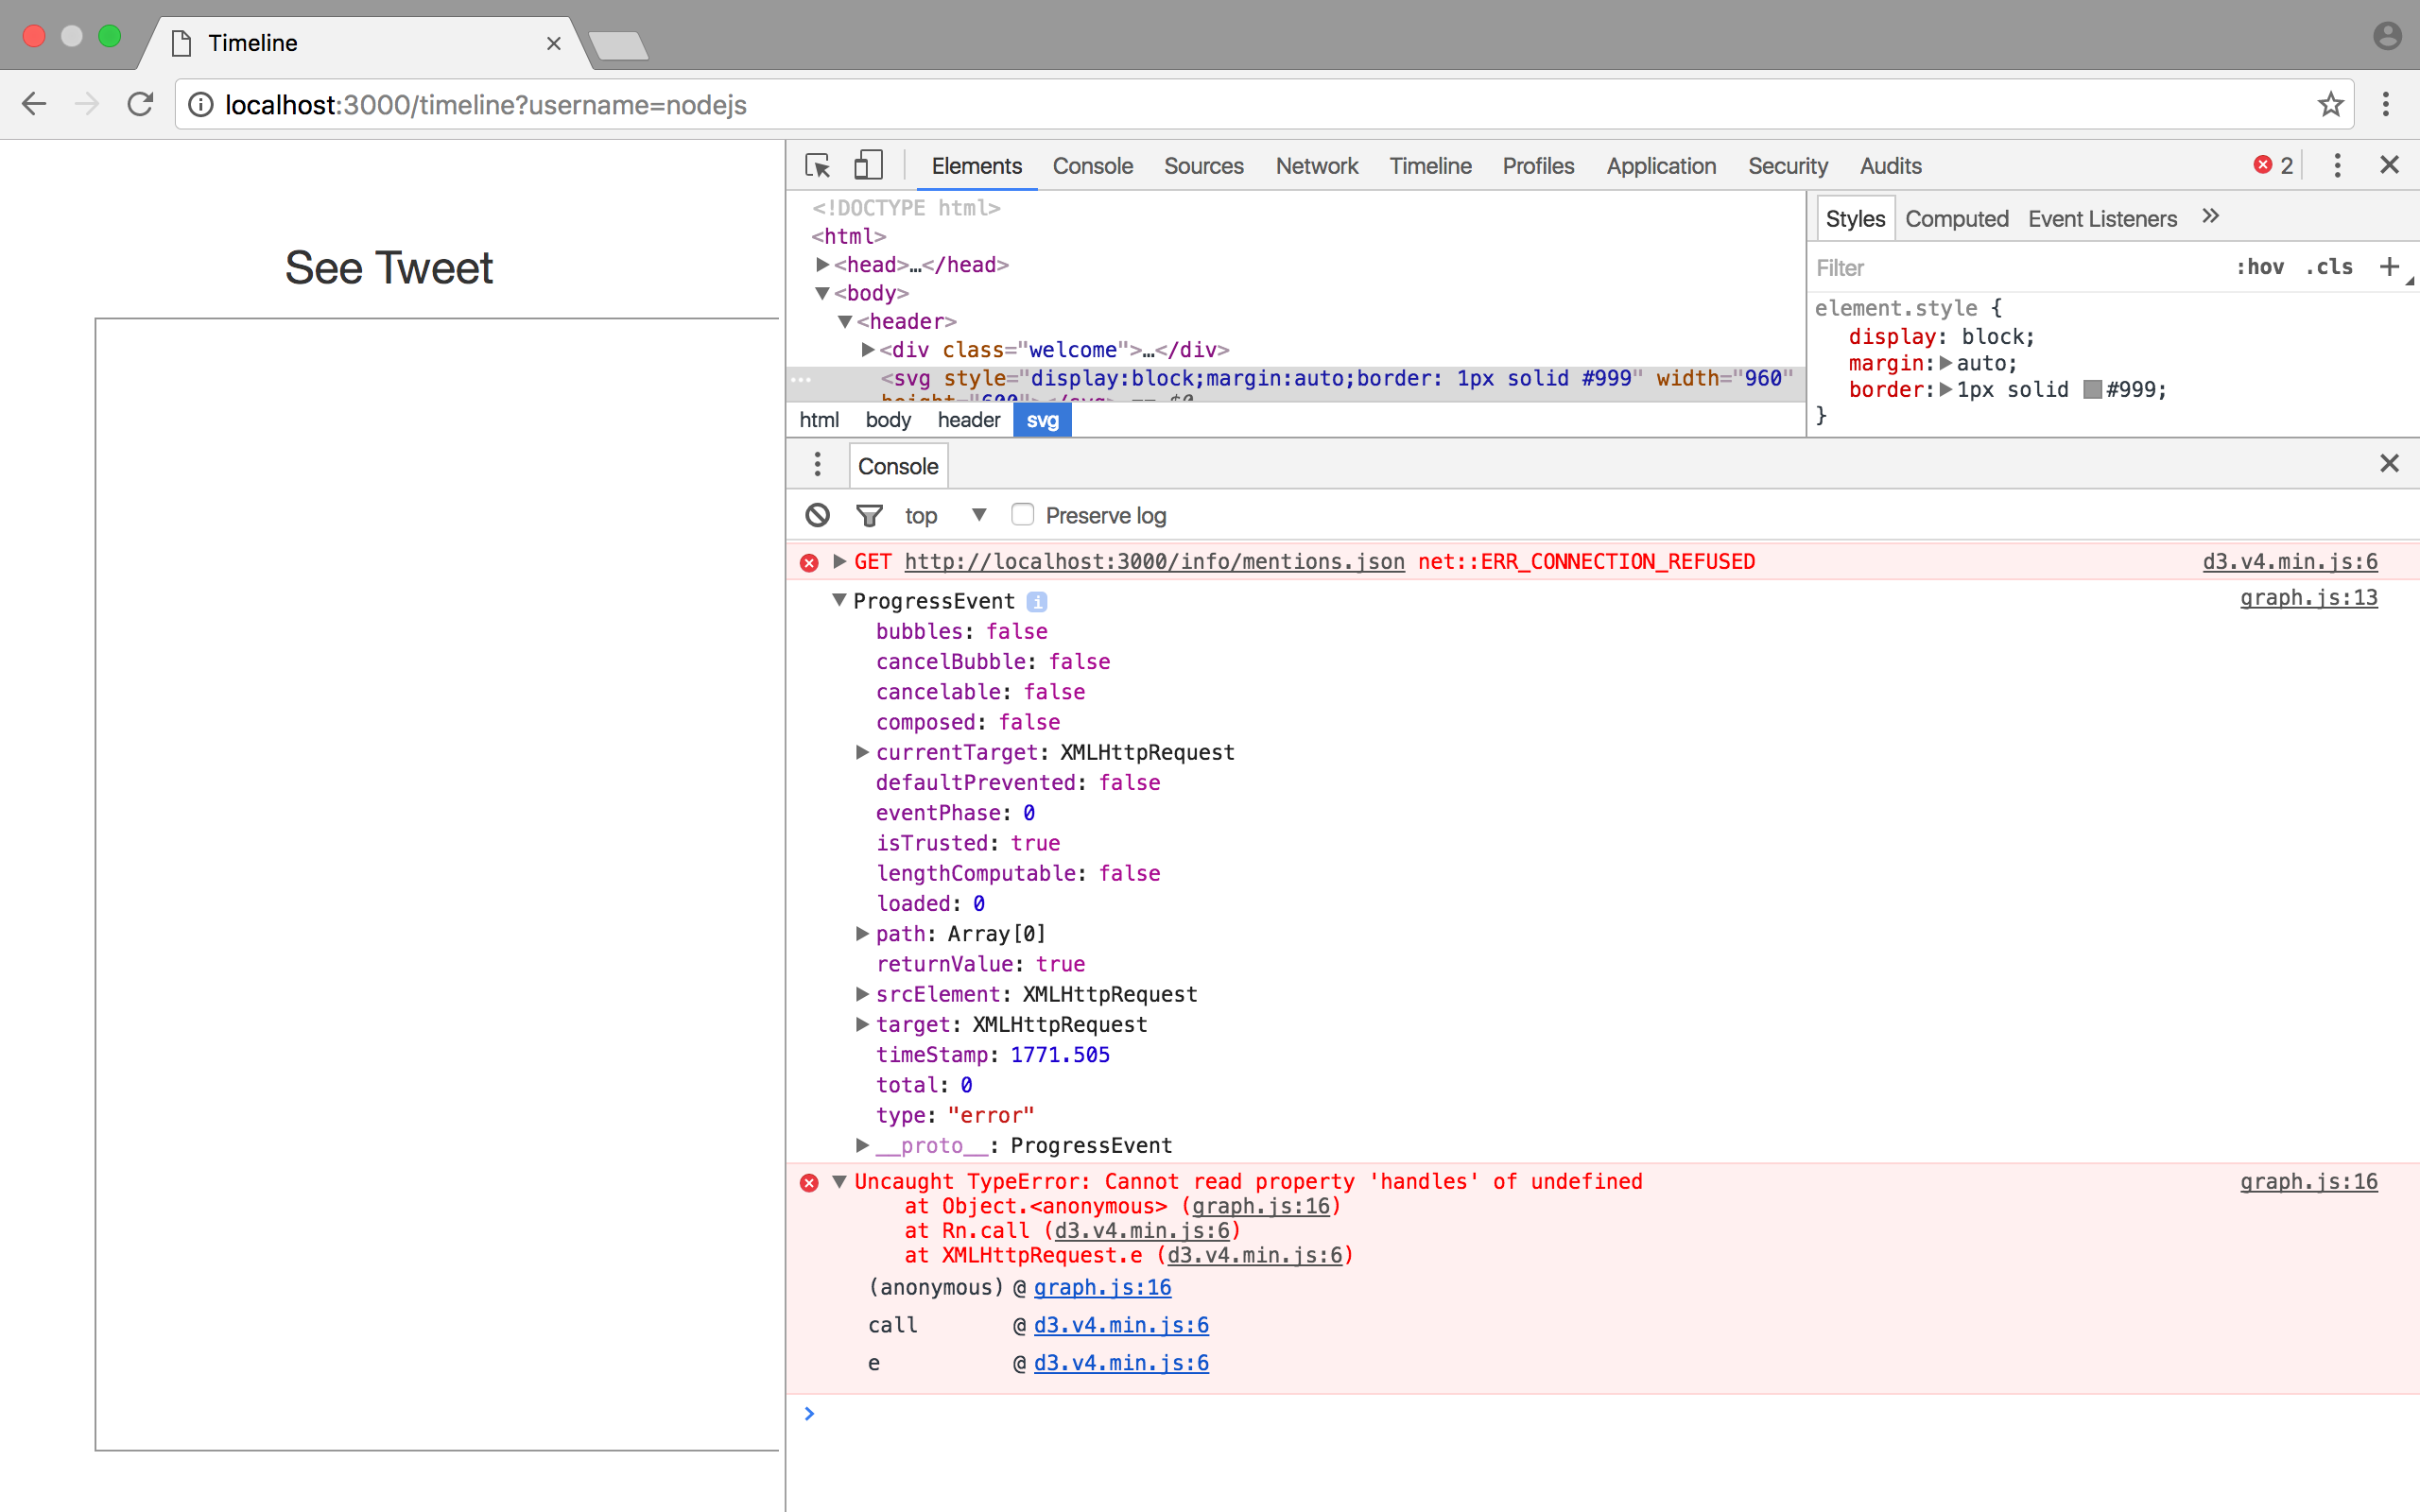 Timeline
localhost:3000/timeline?username=nodejs
See Tweet
Elements Console Sources Network Timeline Profiles Application Security Audits 2
<!DOCTYPE html>
<html>
<head>…</head>
<body>
<header>
<div class="welcome">…</div>
<svg style="display:block;margin:auto;border: 1px solid #999" width="960"
height="600"></svg> == $0
html body header svg
Styles Computed Event Listeners »
Filter :hov .cls +
element.style {
display: block;
margin: auto;
border: 1px solid #999;
}
Console
top Preserve log
GET http://localhost:3000/info/mentions.json net::ERR_CONNECTION_REFUSED d3.v4.min.js:6
ProgressEvent i graph.js:13
bubbles: false
cancelBubble: false
cancelable: false
composed: false
currentTarget: XMLHttpRequest
defaultPrevented: false
eventPhase: 0
isTrusted: true
lengthComputable: false
loaded: 0
path: Array[0]
returnValue: true
srcElement: XMLHttpRequest
target: XMLHttpRequest
timeStamp: 1771.505
total: 0
type: "error"
__proto__: ProgressEvent
Uncaught TypeError: Cannot read property 'handles' of undefined graph.js:16
at Object.<anonymous> (graph.js:16)
at Rn.call (d3.v4.min.js:6)
at XMLHttpRequest.e (d3.v4.min.js:6)
(anonymous) @ graph.js:16
call @ d3.v4.min.js:6
e @ d3.v4.min.js:6